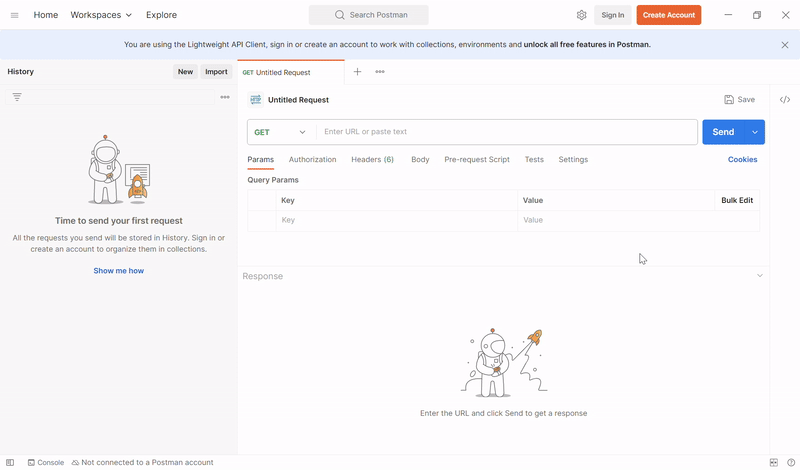 Home Workspaces Explore Search Postman Sign In Create Account
You are using the Lightweight API Client, sign in or create an account to work with collections, environments and unlock all free features in Postman.
History New Import GET Untitled Request
HTTP Untitled Request Save
GET Enter URL or paste text Send
Params Authorization Headers (6) Body Pre-request Script Tests Settings Cookies
Query Params
Key Value Bulk Edit
Key Value
Time to send your first request
All the requests you send will be stored in History. Sign in or
create an account to organize them in collections.
Show me how
Response
Enter the URL and click Send to get a response
Console Not connected to a Postman account